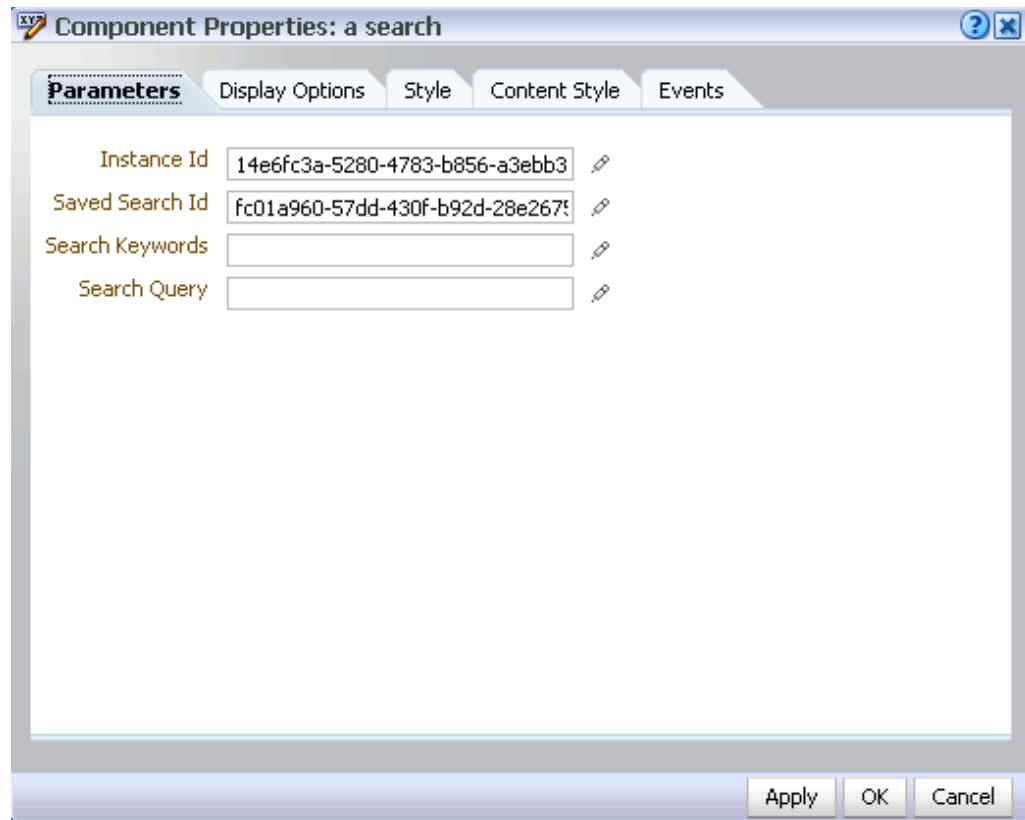 Component Properties: a search
Parameters Display Options Style Content Style Events
Instance Id 14e6fc3a-5280-4783-b856-a3ebb3
Saved Search Id fc01a960-57dd-430f-b92d-28e2675
Search Keywords
Search Query
Apply OK Cancel